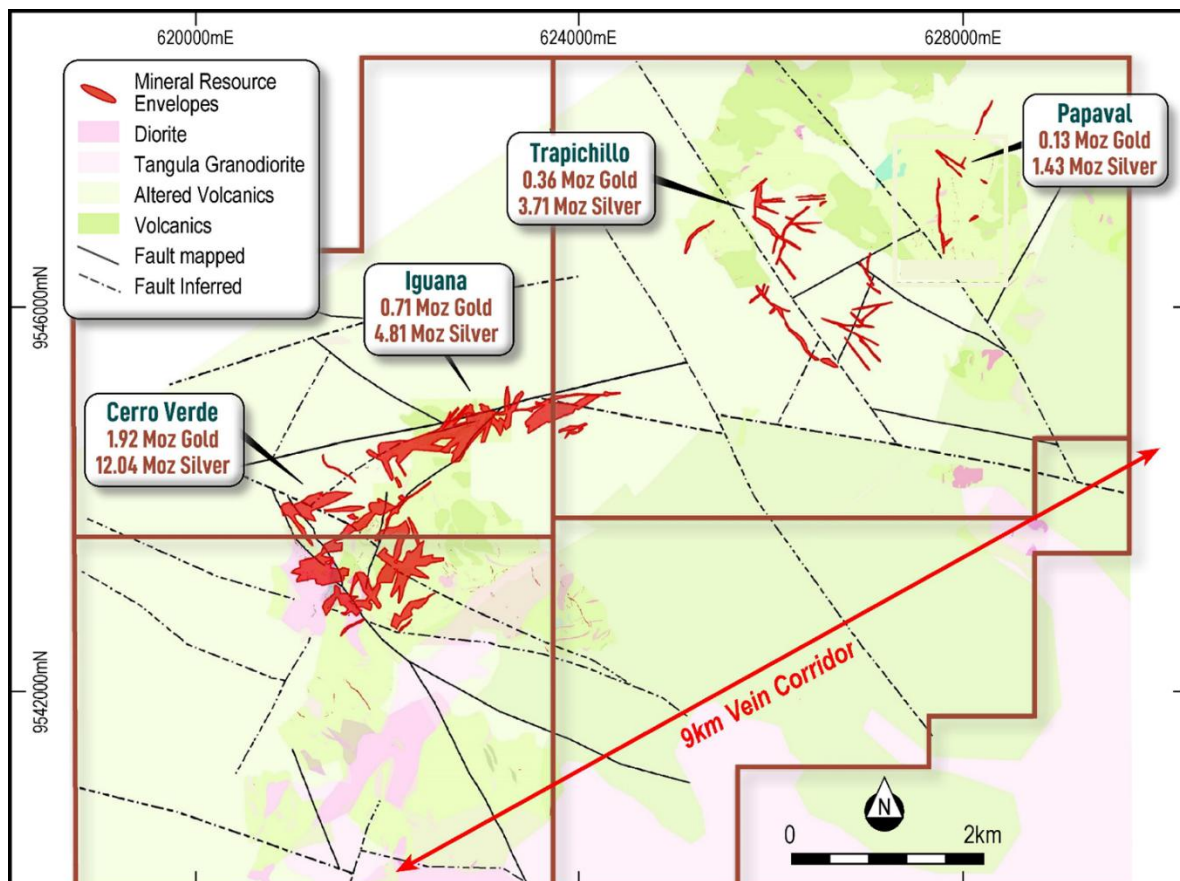 620000mE
624000mE
628000mE
Mineral Resource
Envelopes
Diorite
Tangula Granodiorite
Altered Volcanics
Volcanics
Fault mapped
Fault Inferred
Papaval
0.13 Moz Gold
1.43 Moz Silver
Trapichillo
0.36 Moz Gold
3.71 Moz Silver
Iguana
0.71 Moz Gold
4.81 Moz Silver
9546000mN
Cerro Verde
1.92 Moz Gold
12.04 Moz Silver
9542000mN
9km Vein Corridor
N
0
2km